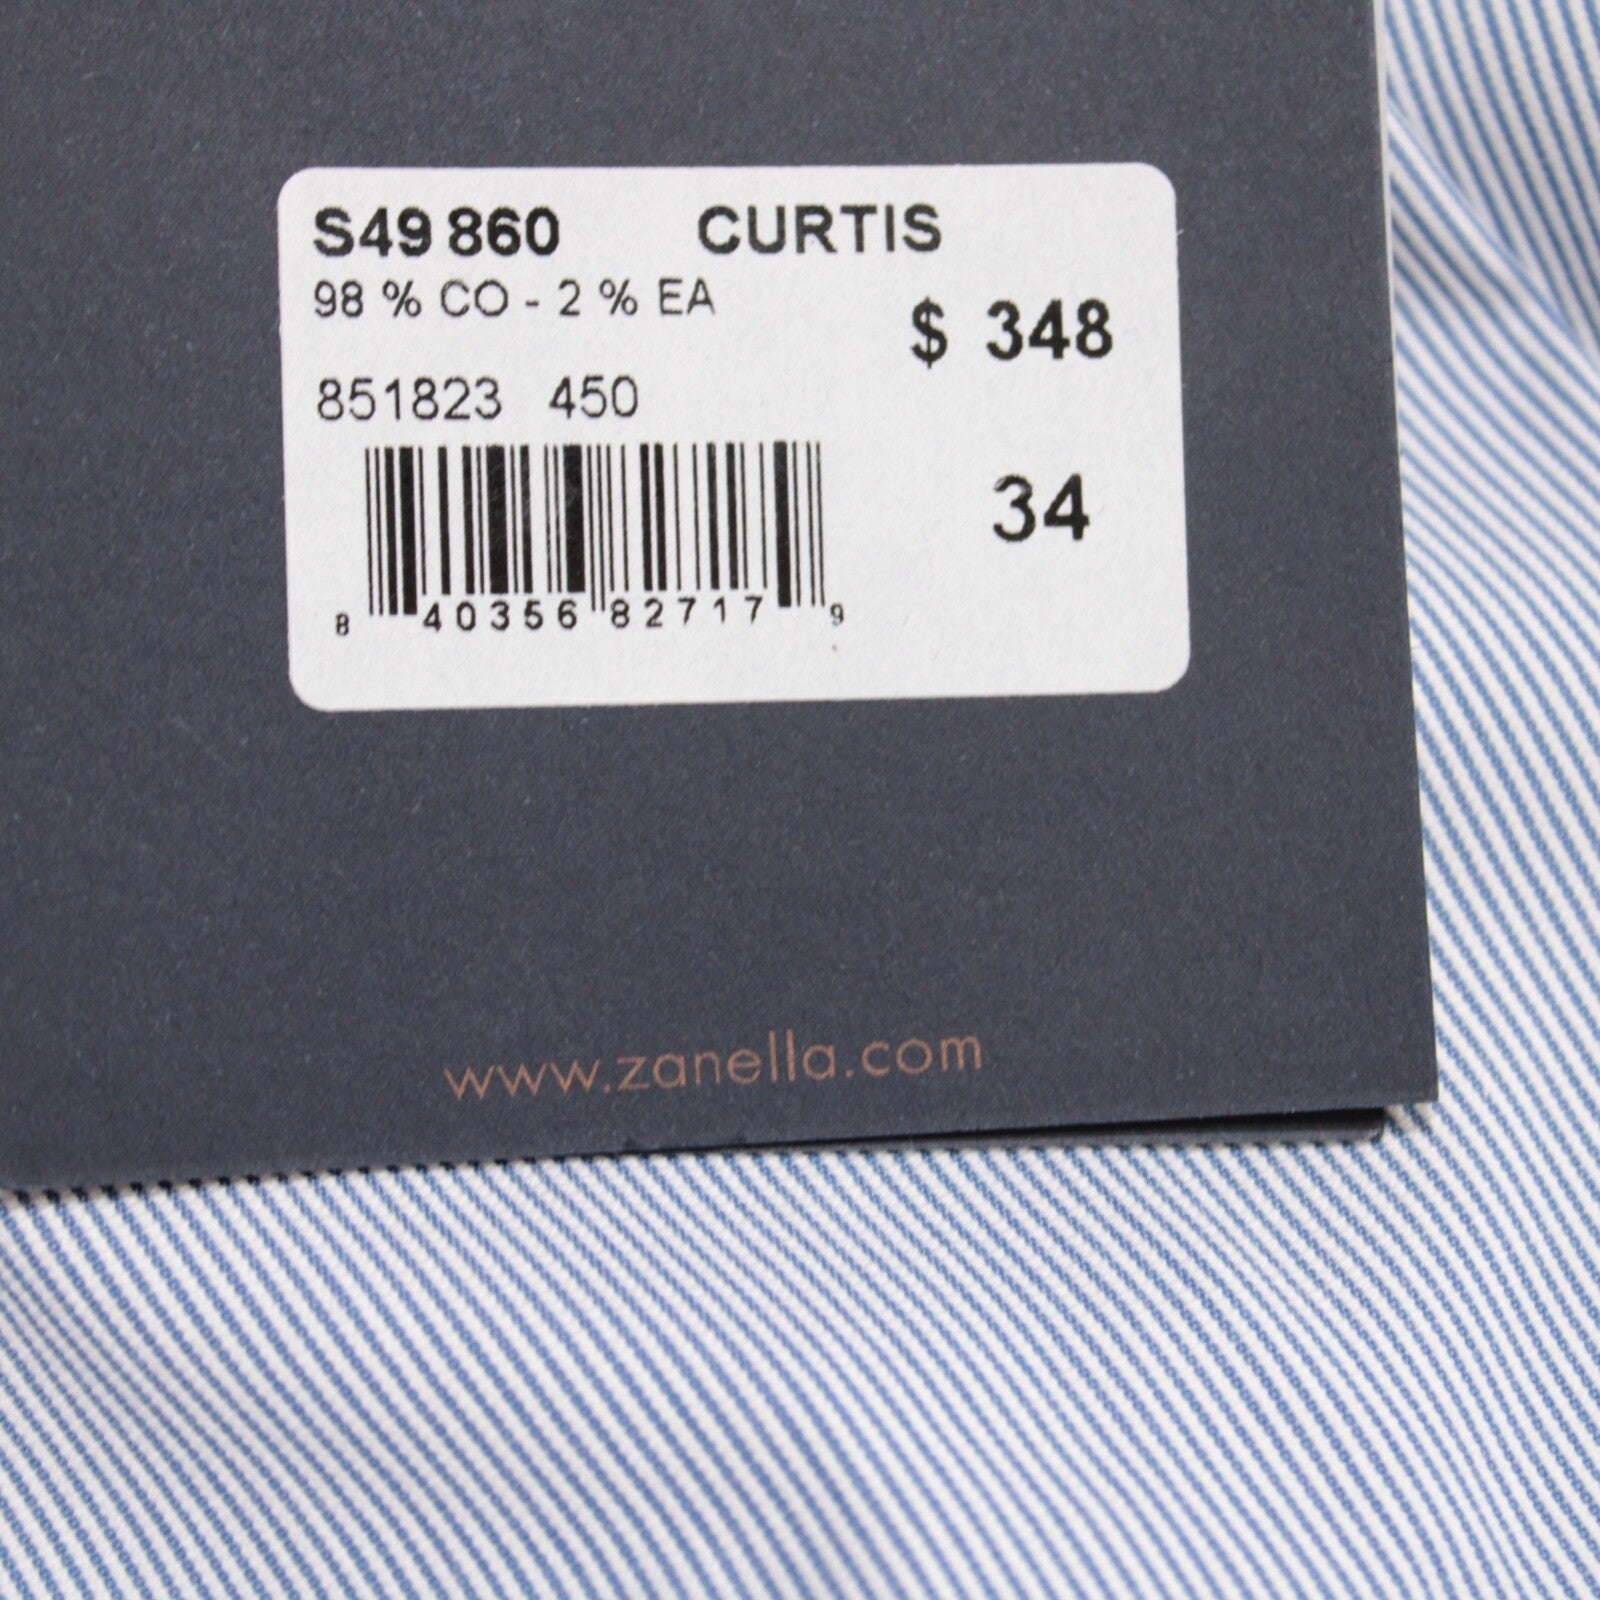 S49 860 CURTIS
98 % CO - 2 % EA
$ 348
851823 450
34
8 40356 82717 9
www.zanella.com